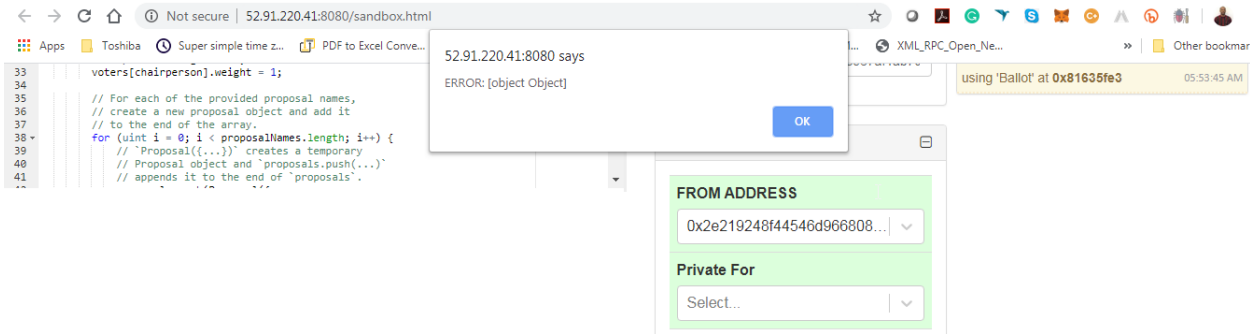 Not secure | 52.91.220.41:8080/sandbox.html
Apps Toshiba Super simple time z... PDF to Excel Conve... XML_RPC_Open_Ne... » Other bookmar
52.91.220.41:8080 says
ERROR: [object Object]
OK
33 voters[chairperson].weight = 1;
34
35 // For each of the provided proposal names,
36 // create a new proposal object and add it
37 // to the end of the array.
38 for (uint i = 0; i < proposalNames.length; i++) {
39 // `Proposal({...})` creates a temporary
40 // Proposal object and `proposals.push(...)`
41 // appends it to the end of `proposals`.
using 'Ballot' at 0x81635fe3 05:53:45 AM
FROM ADDRESS
0x2e219248f44546d966808...
Private For
Select...